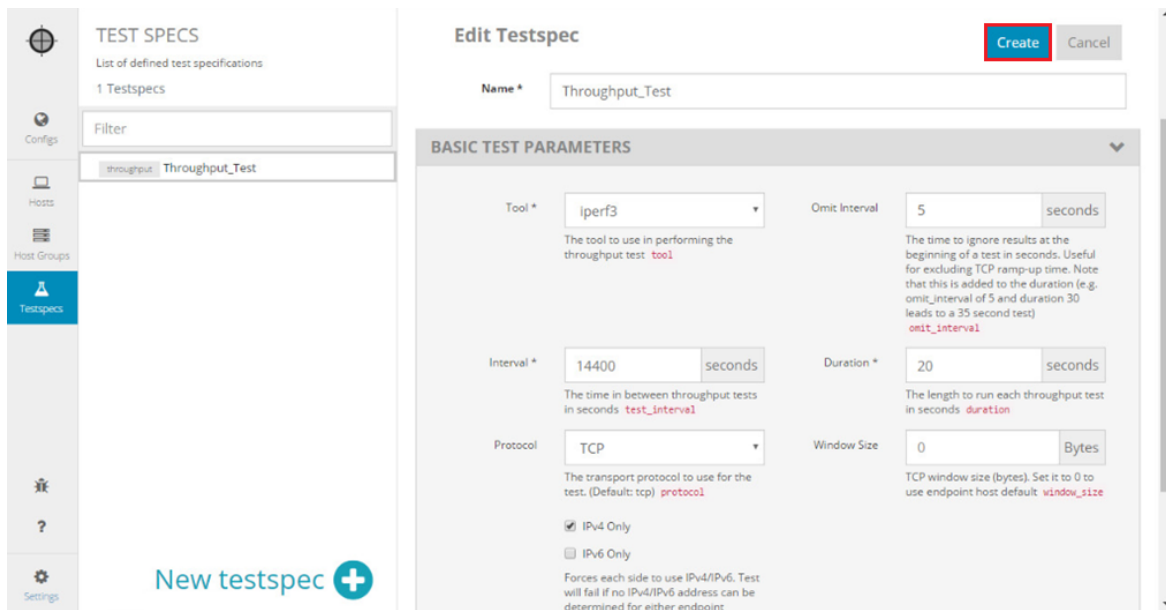 TEST SPECS
List of defined test specifications
1 Testspecs
Filter
throughput Throughput_Test
Configs
Hosts
Host Groups
Testspecs
?
Settings
New testspec
Edit Testspec
Create
Cancel
Name *
Throughput_Test
BASIC TEST PARAMETERS
Tool *
iperf3
The tool to use in performing the
throughput test tool
Omit Interval
5
seconds
The time to ignore results at the
beginning of a test in seconds. Useful
for excluding TCP ramp-up time. Note
that this is added to the duration (e.g.
omit_interval of 5 and duration 30
leads to a 35 second test)
omit_interval
Interval *
14400
seconds
The time in between throughput tests
in seconds test_interval
Duration *
20
seconds
The length to run each throughput test
in seconds duration
Protocol
TCP
The transport protocol to use for the
test. (Default: tcp) protocol
Window Size
0
Bytes
TCP window size (bytes). Set it to 0 to
use endpoint host default window_size
IPv4 Only
IPv6 Only
Forces each side to use IPv4/IPv6. Test
will fail if no IPv4/IPv6 address can be
determined for either endpoint